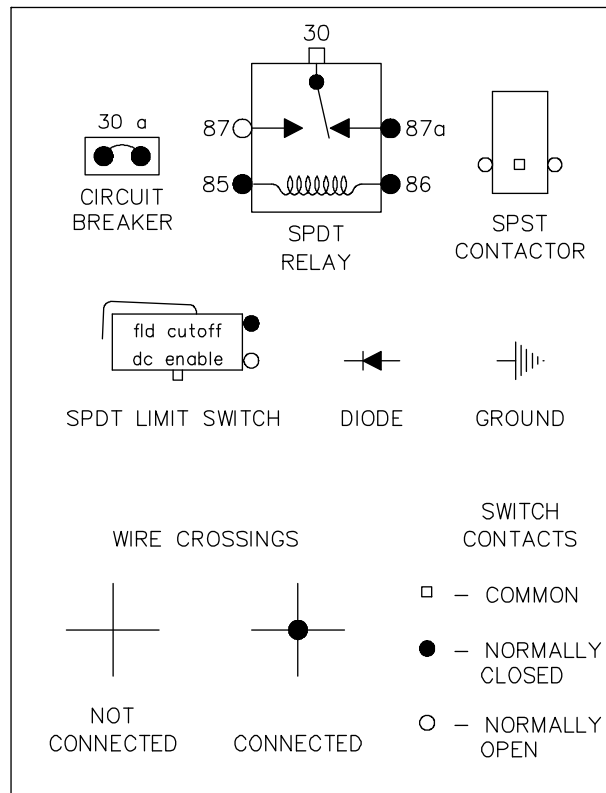 30
30 a
87
87a
85
86
CIRCUIT
BREAKER
SPDT
RELAY
SPST
CONTACTOR
fld cutoff
dc enable
SPDT LIMIT SWITCH
DIODE
GROUND
WIRE CROSSINGS
SWITCH
CONTACTS
– COMMON
– NORMALLY
CLOSED
– NORMALLY
OPEN
NOT
CONNECTED
CONNECTED